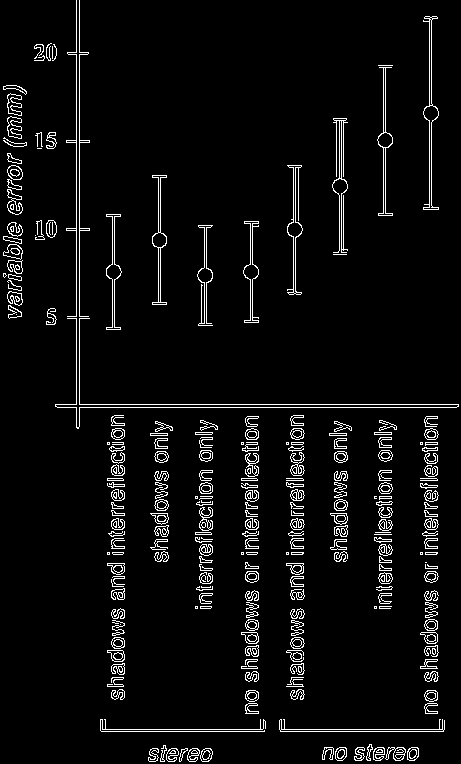 variable error (mm)
20
15
10
5
shadows and interreflection
shadows only
interreflection only
no shadows or interreflection
shadows and interreflection
shadows only
interreflection only
no shadows or interreflection
stereo
no stereo